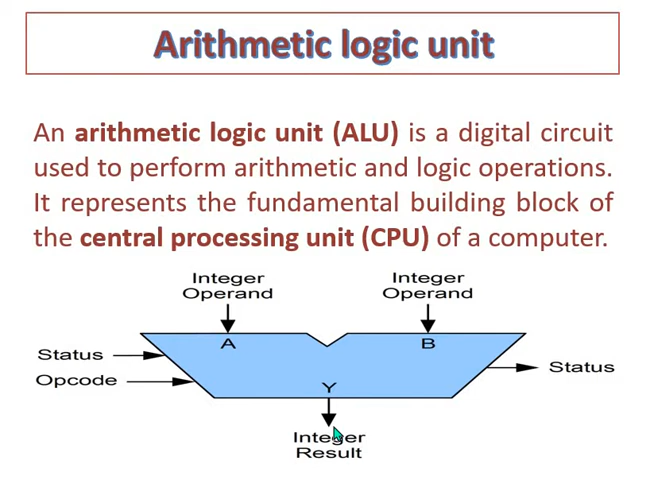 Arithmetic logic unit
An arithmetic logic unit (ALU) is a digital circuit
used to perform arithmetic and logic operations.
It represents the fundamental building block of
the central processing unit (CPU) of a computer.
Integer
Operand
Integer
Operand
A
B
Status
Opcode
Status
Y
Integer
Result